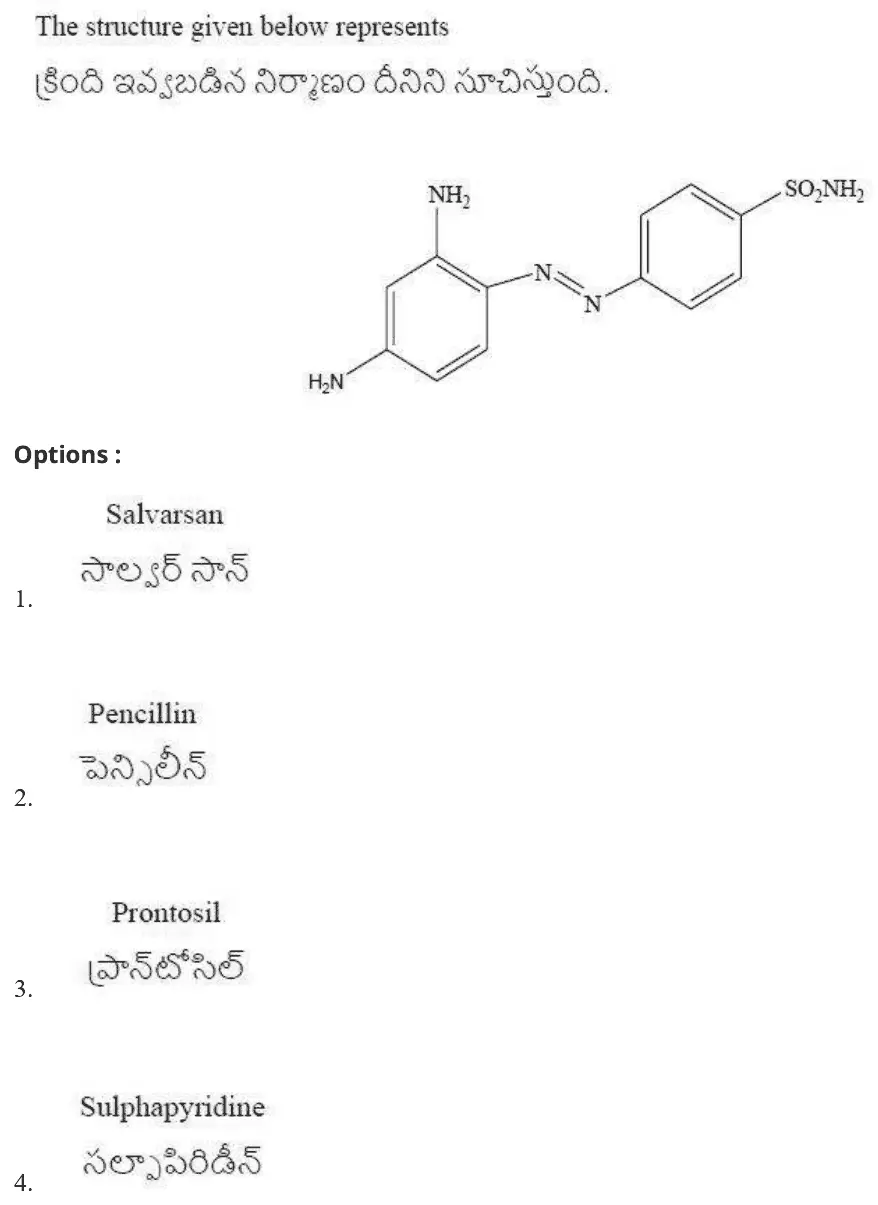 The structure given below represents
క్రింది ఇవ్వబడిన నిర్మాణం దీనిని సూచిస్తుంది.
NH₂
SO₂NH₂
N
N
H₂N
Options :
Salvarsan
సాల్వర్ సాన్
1.
Pencillin
పెన్సిలీన్
2.
Prontosil
ప్రాన్‌టోసిల్
3.
Sulphapyridine
సల్ఫాపిరిడీన్
4.